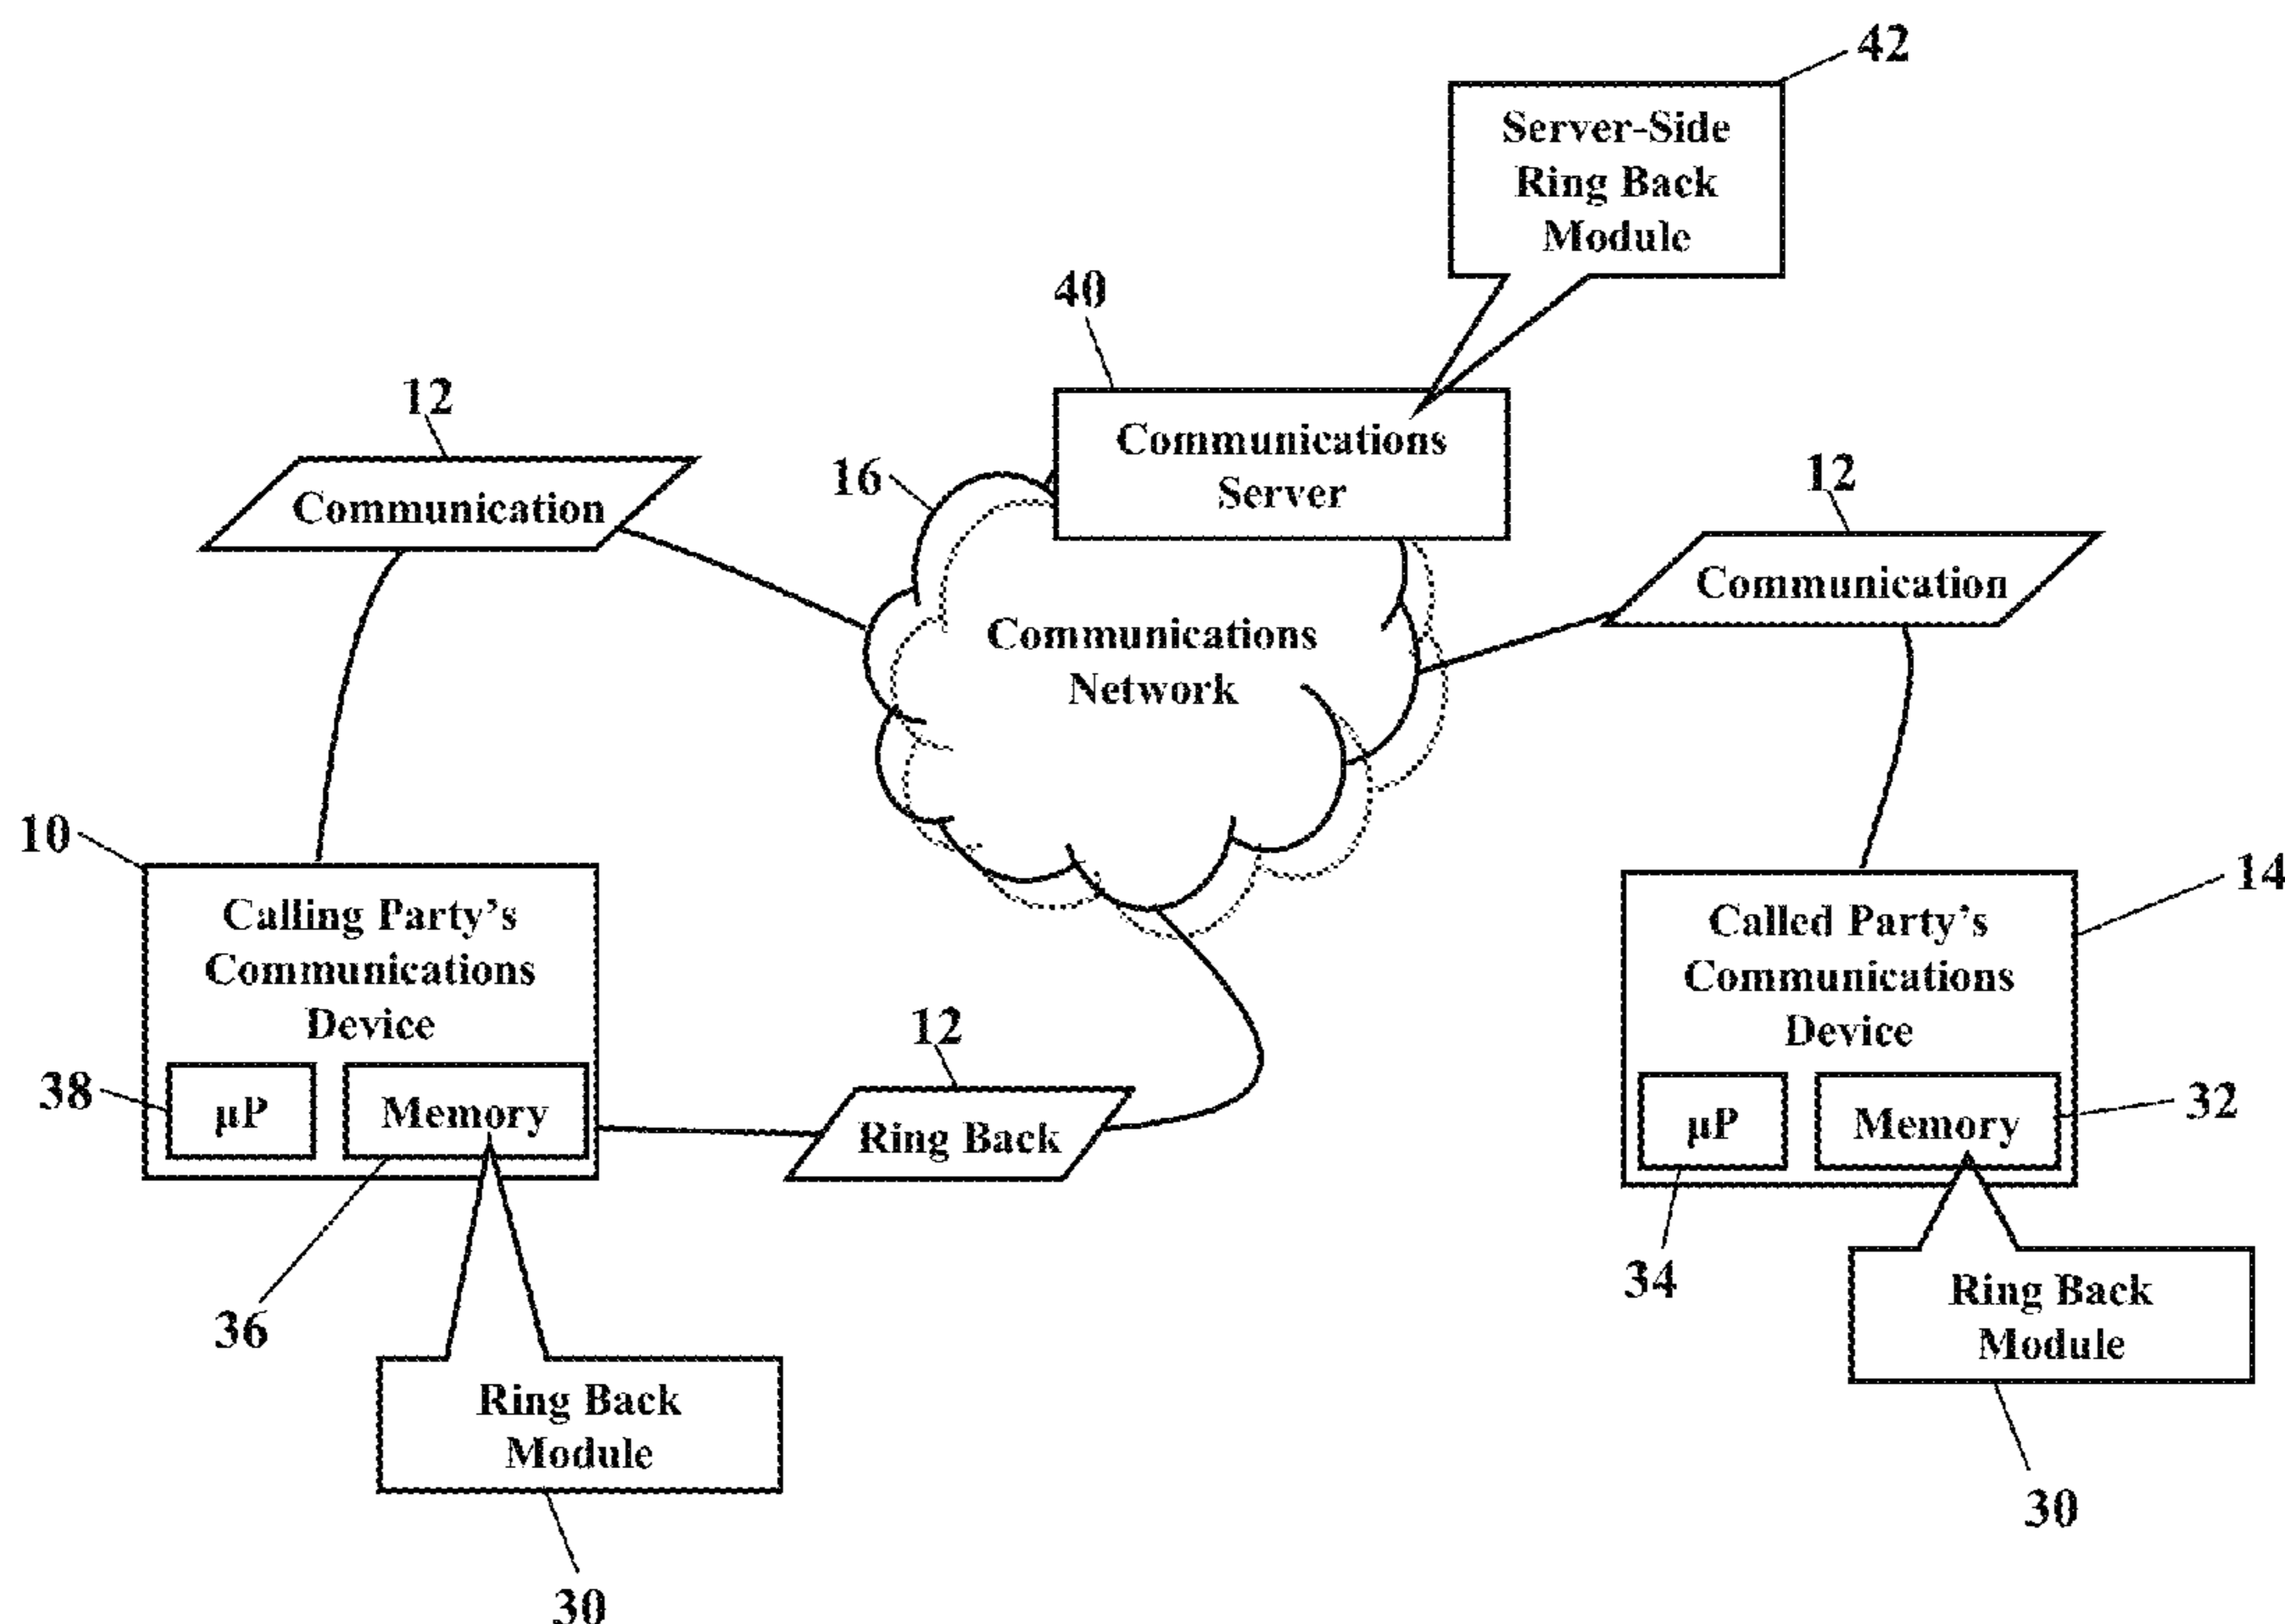 42
Server-Side
Ring Back
Module
40
12
Communication
16
Communications
Server
12
Communication
Communications
Network
10
Calling Party's
Communications
Device
38
μP
Memory
36
Ring Back
Module
30
12
Ring Back
14
Called Party's
Communications
Device
μP
Memory
32
34
Ring Back
Module
30